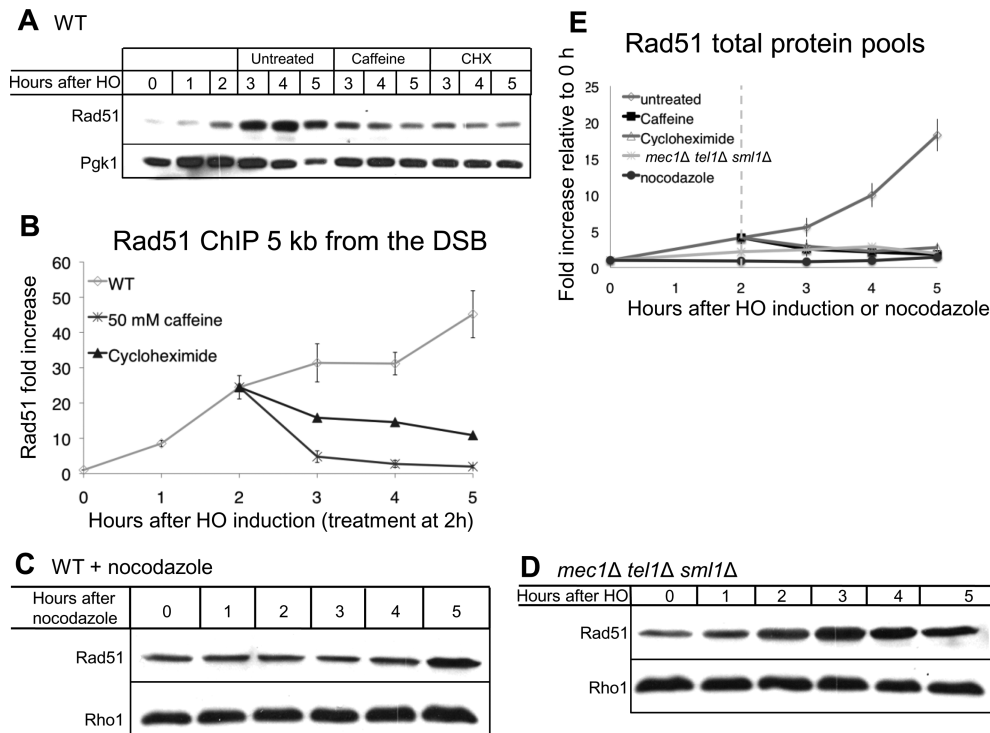 A WT
Untreated Caffeine CHX
Hours after HO 0 1 2 3 4 5 3 4 5 3 4 5
Rad51
Pgk1
B Rad51 ChIP 5 kb from the DSB
Rad51 fold increase
60
50
40
30
20
10
0
WT
50 mM caffeine
Cycloheximide
0 1 2 3 4 5
Hours after HO induction (treatment at 2h)
E Rad51 total protein pools
Fold increase relative to 0 h
25
20
15
10
5
0
untreated
Caffeine
Cycloheximide
mec1Δ tel1Δ sml1Δ
nocodazole
0 1 2 3 4 5
Hours after HO induction or nocodazole
C WT + nocodazole
Hours after
nocodazole
0 1 2 3 4 5
Rad51
Rho1
D mec1Δ tel1Δ sml1Δ
Hours after HO 0 1 2 3 4 5
Rad51
Rho1